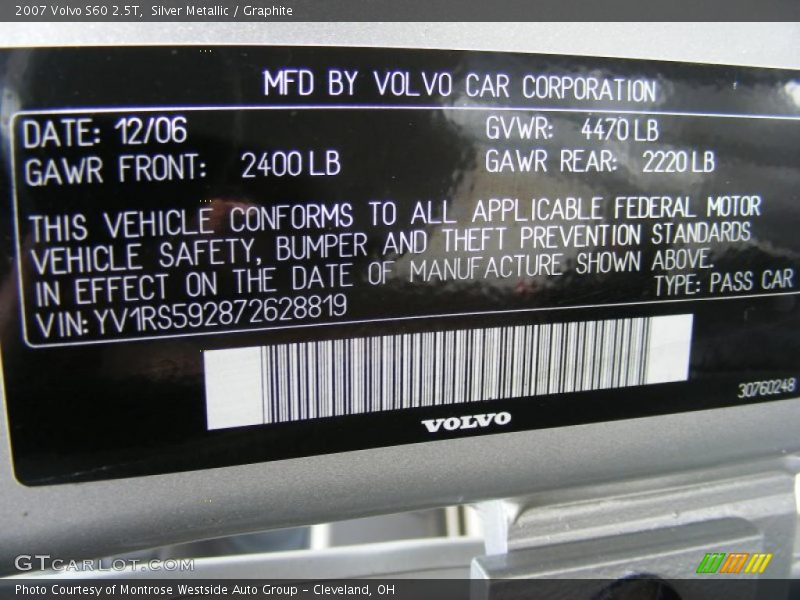 2007 Volvo S60 2.5T,  Silver Metallic / Graphite
MFD BY VOLVO CAR CORPORATION
DATE: 12/06 GVWR: 4470 LB
GAWR FRONT: 2400 LB GAWR REAR: 2220 LB
THIS VEHICLE CONFORMS TO ALL APPLICABLE FEDERAL MOTOR
VEHICLE SAFETY, BUMPER AND THEFT PREVENTION STANDARDS
IN EFFECT ON THE DATE OF MANUFACTURE SHOWN ABOVE.
VIN: YV1RS592872628819 TYPE: PASS CAR
30760248
VOLVO
GTCARLOT.COM
Photo Courtesy of Montrose Westside Auto Group - Cleveland, OH